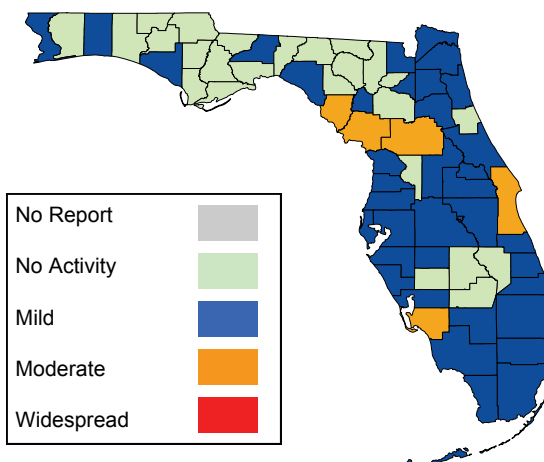 No Report
No Activity
Mild
Moderate
Widespread